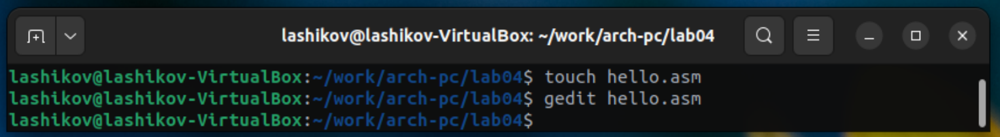 lashikov@lashikov-VirtualBox: ~/work/arch-pc/lab04
lashikov@lashikov-VirtualBox:~/work/arch-pc/lab04$ touch hello.asm
lashikov@lashikov-VirtualBox:~/work/arch-pc/lab04$ gedit hello.asm
lashikov@lashikov-VirtualBox:~/work/arch-pc/lab04$